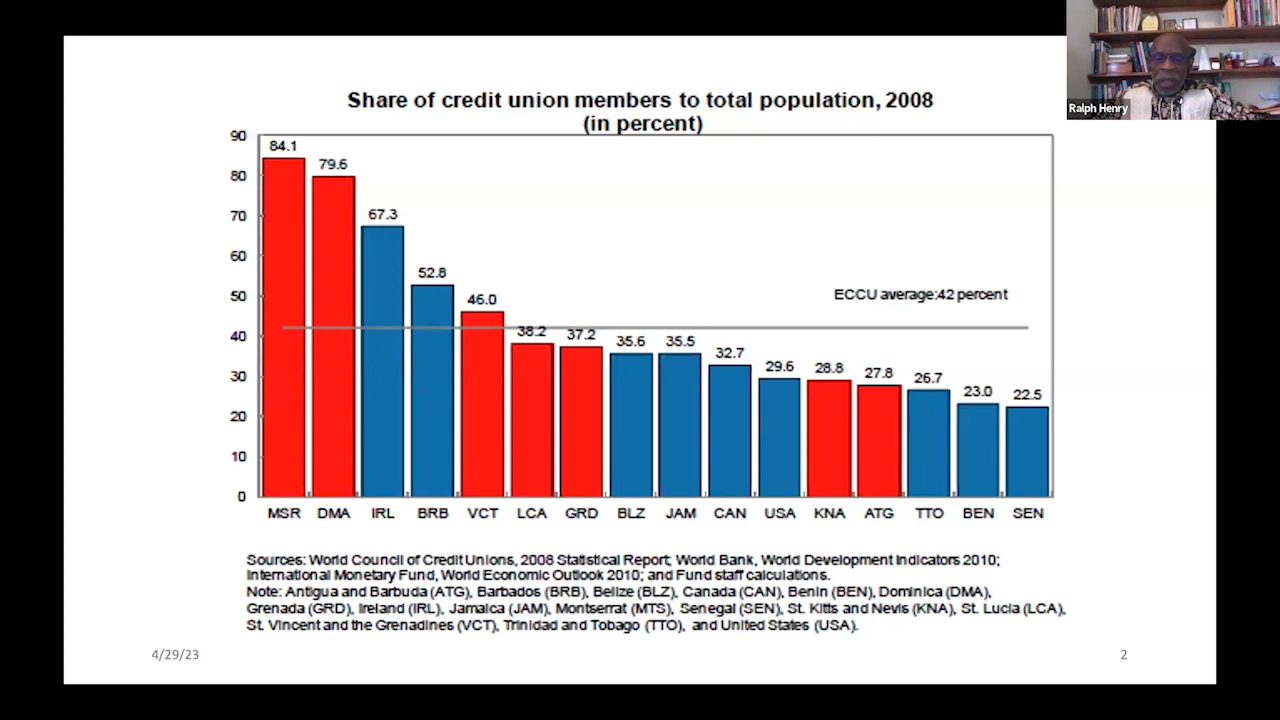 Ralph Henry
Share of credit union members to total population, 2008
(in percent)
90
80
70
60
50
40
30
20
10
0
84.1
79.6
67.3
52.8
46.0
38.2
37.2
35.6
35.5
32.7
29.6
28.8
27.8
26.7
23.0
22.5
ECCU average:42 percent
MSR DMA IRL BRB VCT LCA GRD BLZ JAM CAN USA KNA ATG TTO BEN SEN
Sources: World Council of Credit Unions, 2008 Statistical Report; World Bank, World Development Indicators 2010;
International Monetary Fund, World Economic Outlook 2010; and Fund staff calculations.
Note: Antigua and Barbuda (ATG), Barbados (BRB), Belize (BLZ), Canada (CAN), Benin (BEN), Dominica (DMA),
Grenada (GRD), Ireland (IRL), Jamaica (JAM), Montserrat (MTS), Senegal (SEN), St. Kitts and Nevis (KNA), St. Lucia (LCA),
St. Vincent and the Grenadines (VCT), Trinidad and Tobago (TTO), and United States (USA).
4/29/23
2